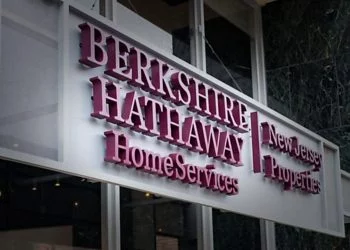 BERKSHIRE
HATHAWAY
HomeServices
New Jersey
Properties